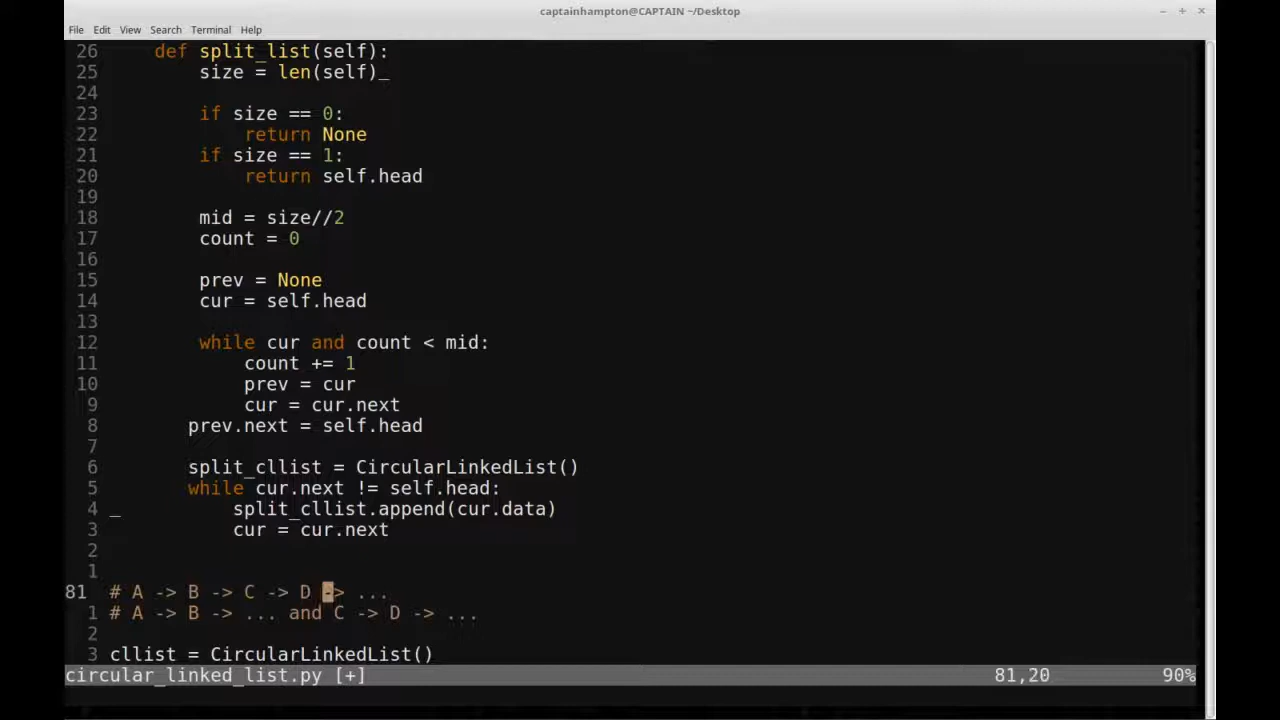 captainhampton@CAPTAIN ~/Desktop
File Edit View Search Terminal Help
26     def split_list(self):
25         size = len(self)_
24
23         if size == 0:
22             return None
21         if size == 1:
20             return self.head
19
18         mid = size//2
17         count = 0
16
15         prev = None
14         cur = self.head
13
12         while cur and count < mid:
11             count += 1
10             prev = cur
9             cur = cur.next
8        prev.next = self.head
7
6        split_cllist = CircularLinkedList()
5        while cur.next != self.head:
4 _          split_cllist.append(cur.data)
3            cur = cur.next
2
1
81 # A -> B -> C -> D -> ...
1 # A -> B -> ... and C -> D -> ...
2
3 cllist = CircularLinkedList()
circular_linked_list.py [+] 81,20 90%